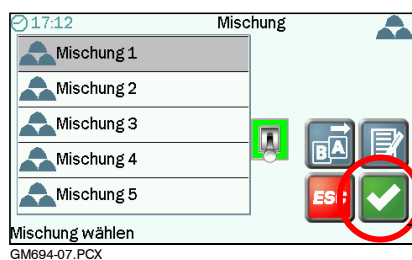 17:12 Mischung
Mischung 1
Mischung 2
Mischung 3
Mischung 4
Mischung 5
B A
ESC
Mischung wählen
GM694-07.PCX